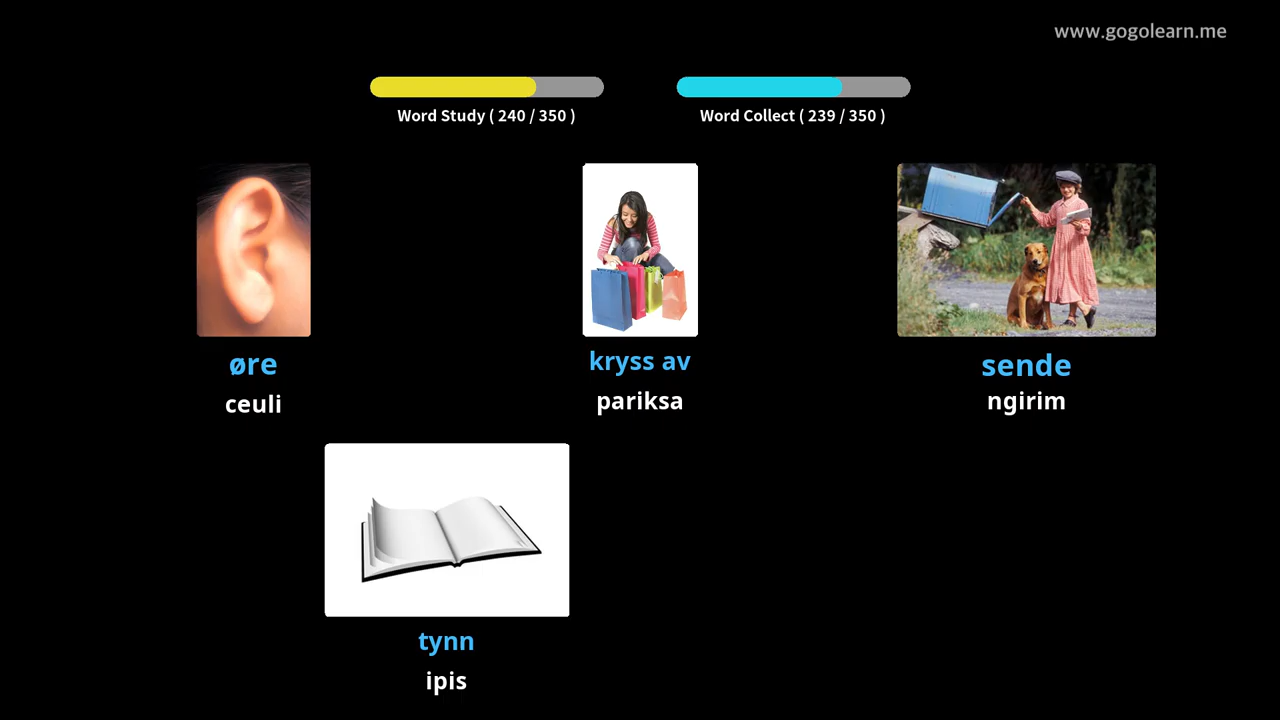 www.gogolearn.me
Word Study ( 240 / 350 )
Word Collect ( 239 / 350 )
øre
ceuli
kryss av
pariksa
sende
ngirim
tynn
ipis